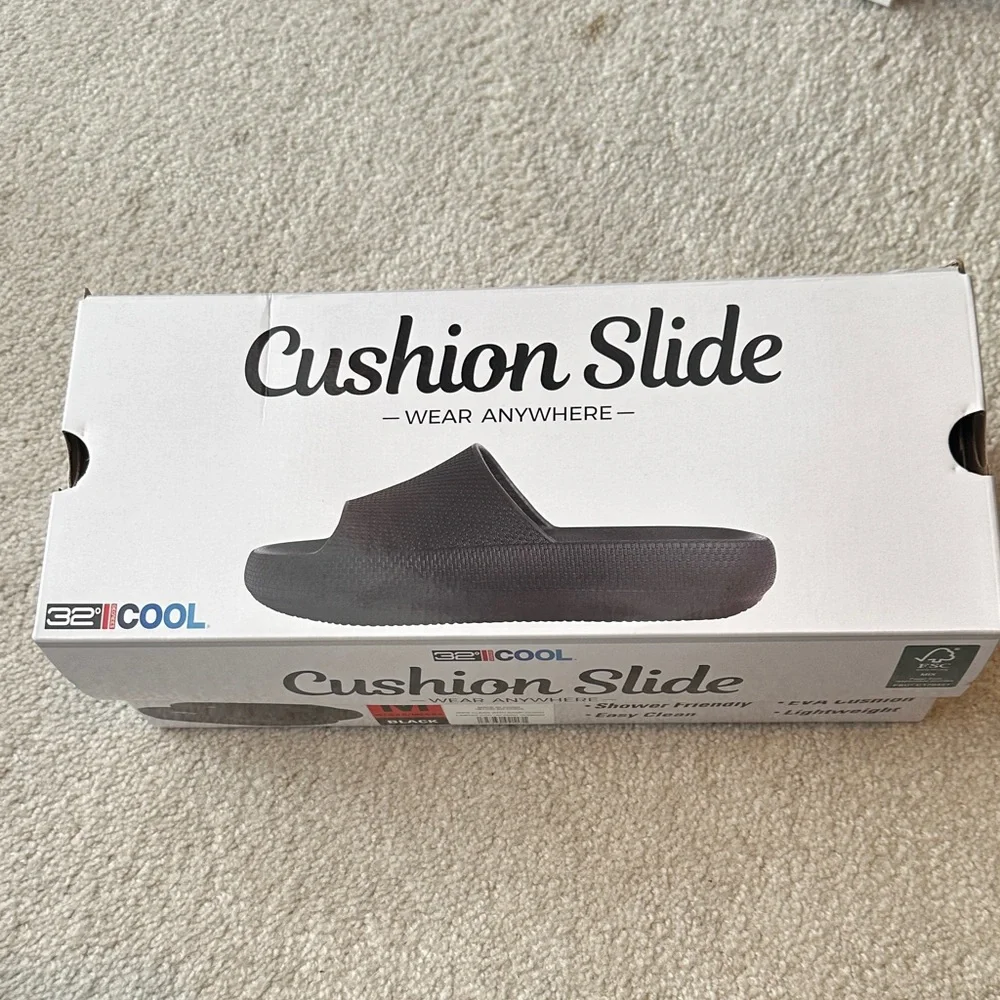 Cushion Slide
— WEAR ANYWHERE —
32° COOL
32° COOL
Cushion Slide
WEAR ANYWHERE
FSC
MIX
BLACK
• Shower Friendly
• Easy Clean
• EVA Cushion
• Lightweight